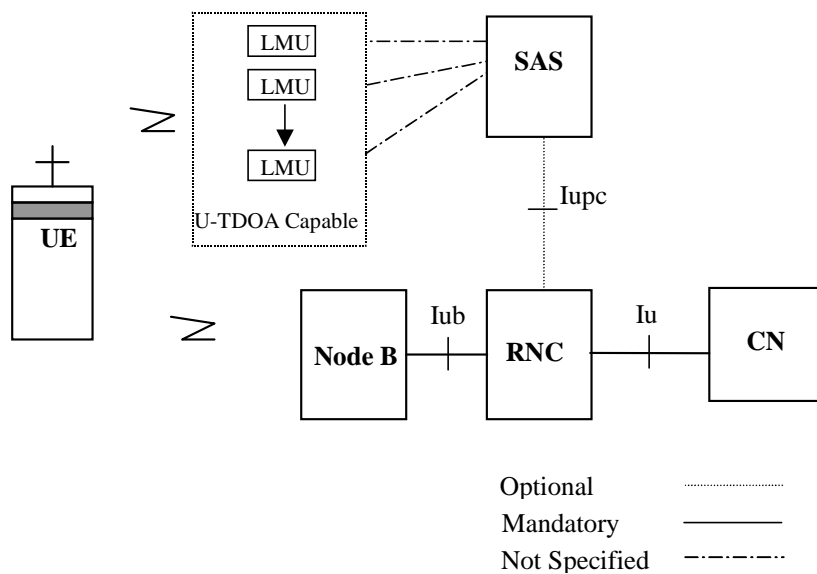 LMU
LMU
LMU
U-TDOA Capable
SAS
Iupc
UE
Node B
Iub
RNC
Iu
CN
Optional
Mandatory
Not Specified